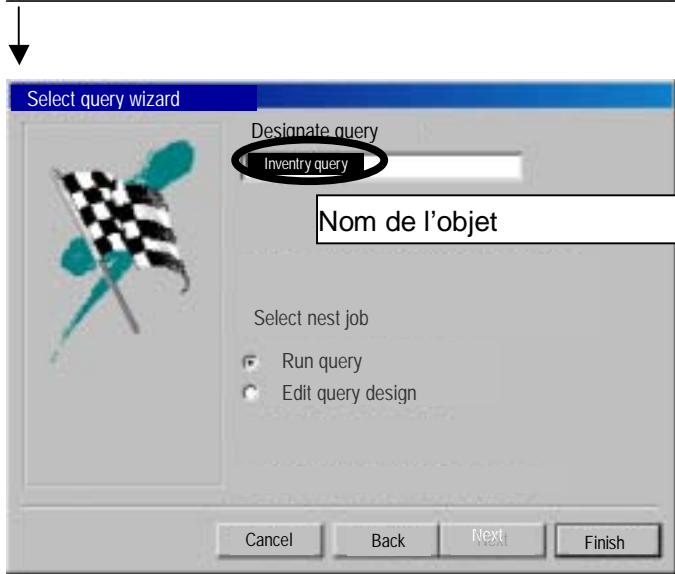 Select query wizard
Designate query
Inventry query
Nom de l'objet
Select nest job
Run query
Edit query design
Cancel Back Next Finish